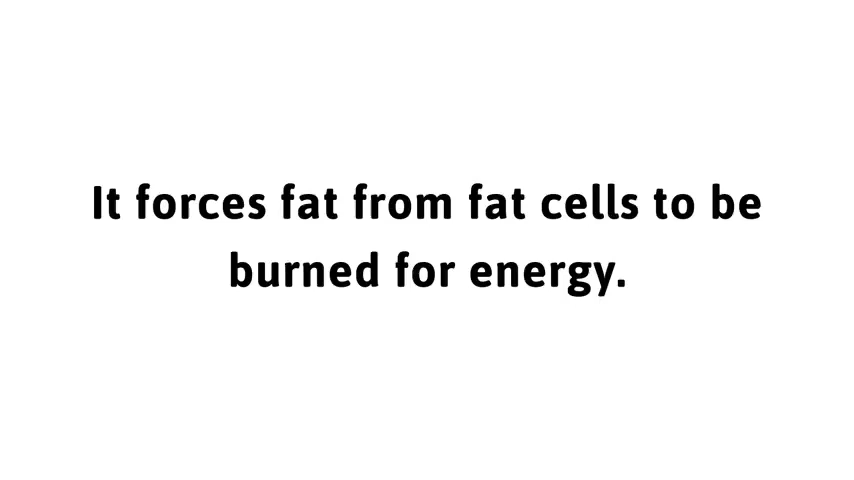 It forces fat from fat cells to be
burned for energy.